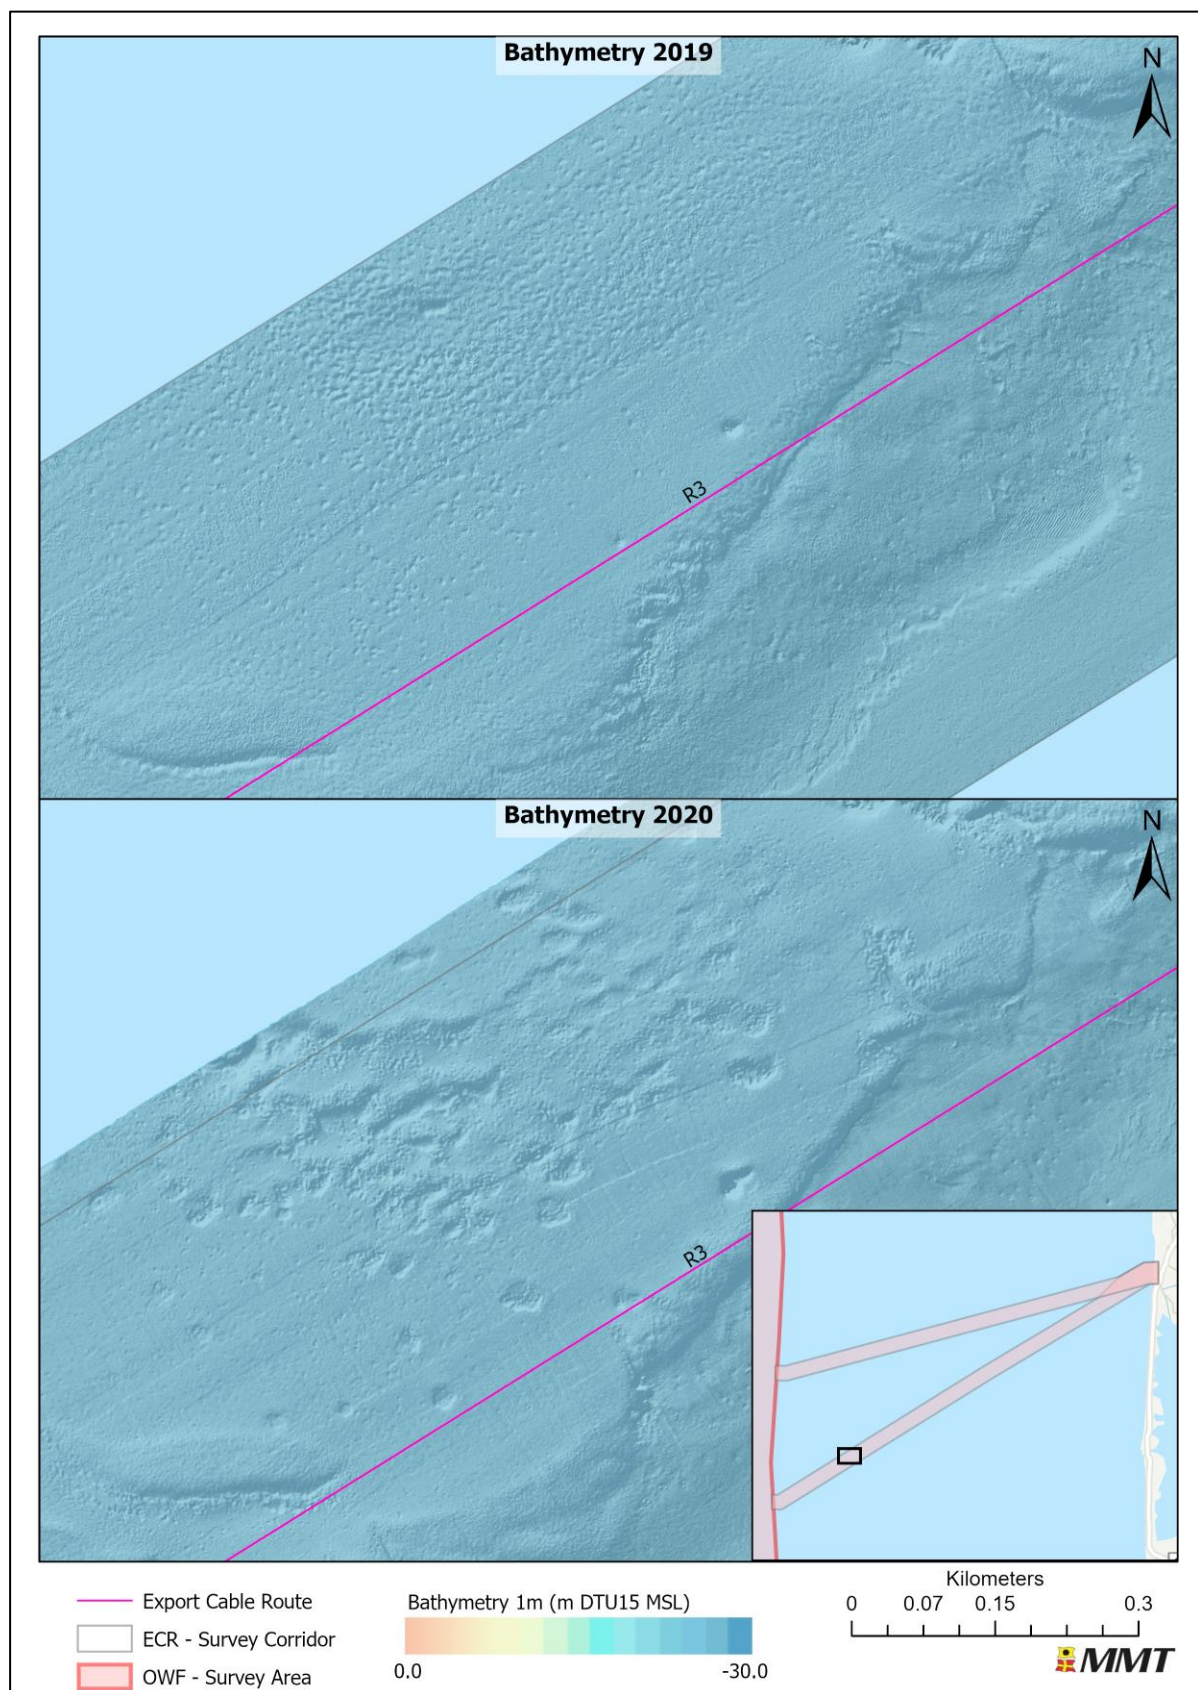 Bathymetry 2019
N
R3
Bathymetry 2020
N
R3
Export Cable Route
ECR - Survey Corridor
OWF - Survey Area
Bathymetry 1m (m DTU15 MSL)
0.0 -30.0
Kilometers
0 0.07 0.15 0.3
MMT